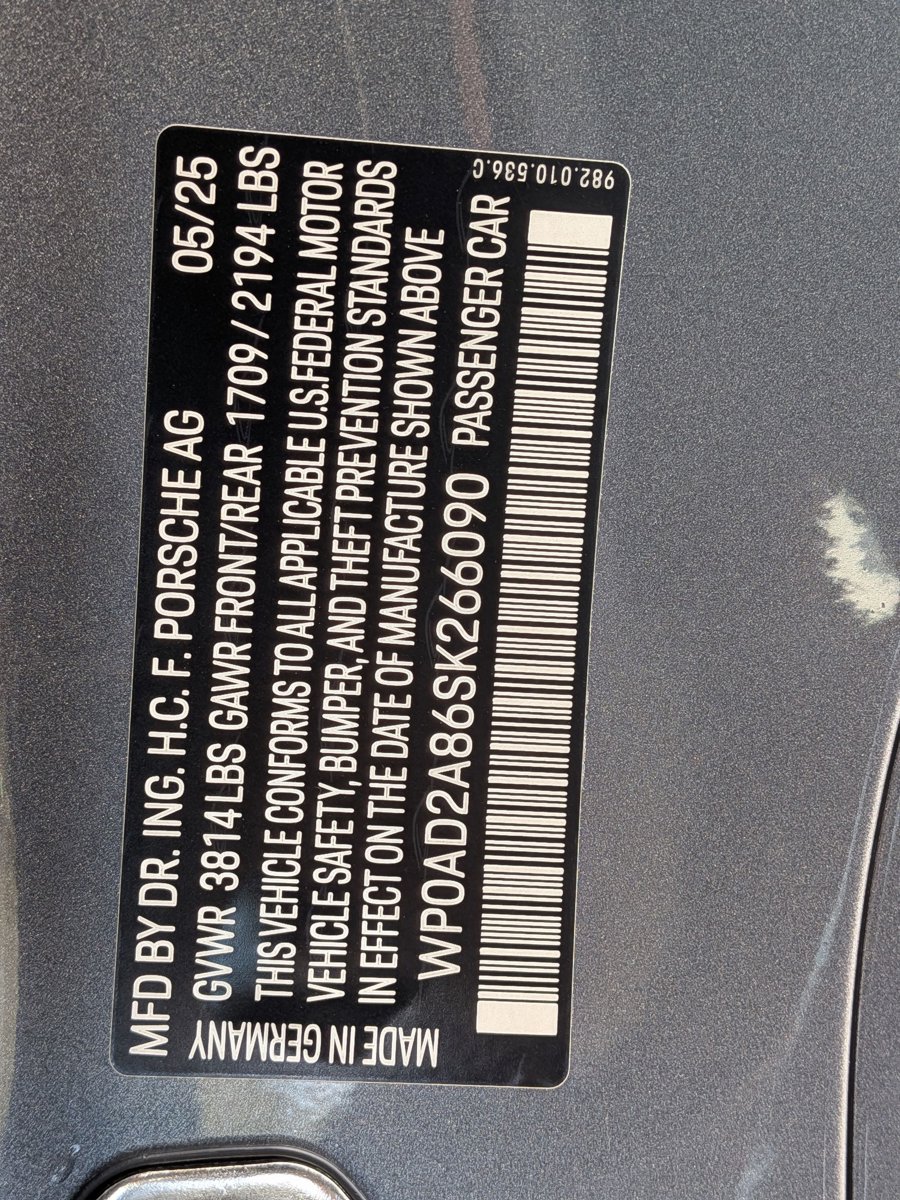 MFD BY DR. ING. H.C. F. PORSCHE AG 05/25
GVWR 3814 LBS GAWR FRONT/REAR 1709 / 2194 LBS
THIS VEHICLE CONFORMS TO ALL APPLICABLE U.S. FEDERAL MOTOR
VEHICLE SAFETY, BUMPER, AND THEFT PREVENTION STANDARDS
IN EFFECT ON THE DATE OF MANUFACTURE SHOWN ABOVE
WP0AD2A86SK266090 PASSENGER CAR
MADE IN GERMANY
982.010.536.C